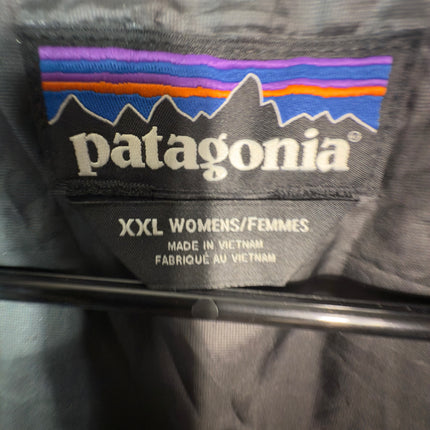 patagonia®
XXL WOMENS/FEMMES
MADE IN VIETNAM
FABRIQUÉ AU VIETNAM